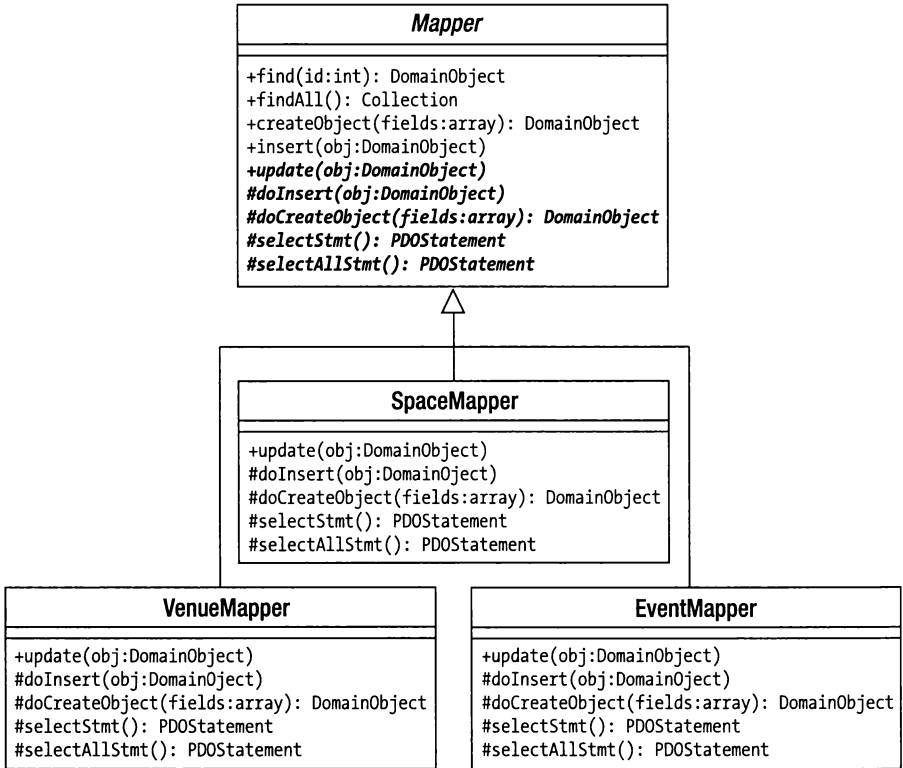 Mapper
+find(id:int): DomainObject
+findAll(): Collection
+createObject(fields:array): DomainObject
+insert(obj:DomainObject)
+update(obj:DomainObject)
#doInsert(obj:DomainObject)
#doCreateObject(fields:array): DomainObject
#selectStmt(): PDOStatement
#selectAllStmt(): PDOStatement
SpaceMapper
+update(obj:DomainObject)
#doInsert(obj:DomainOject)
#doCreateObject(fields:array): DomainObject
#selectStmt(): PDOStatement
#selectAllStmt(): PDOStatement
VenueMapper
+update(obj:DomainObject)
#doInsert(obj:DomainOject)
#doCreateObject(fields:array): DomainObject
#selectStmt(): PDOStatement
#selectAllStmt(): PDOStatement
EventMapper
+update(obj:DomainObject)
#doInsert(obj:DomainOject)
#doCreateObject(fields:array): DomainObject
#selectStmt(): PDOStatement
#selectAllStmt(): PDOStatement